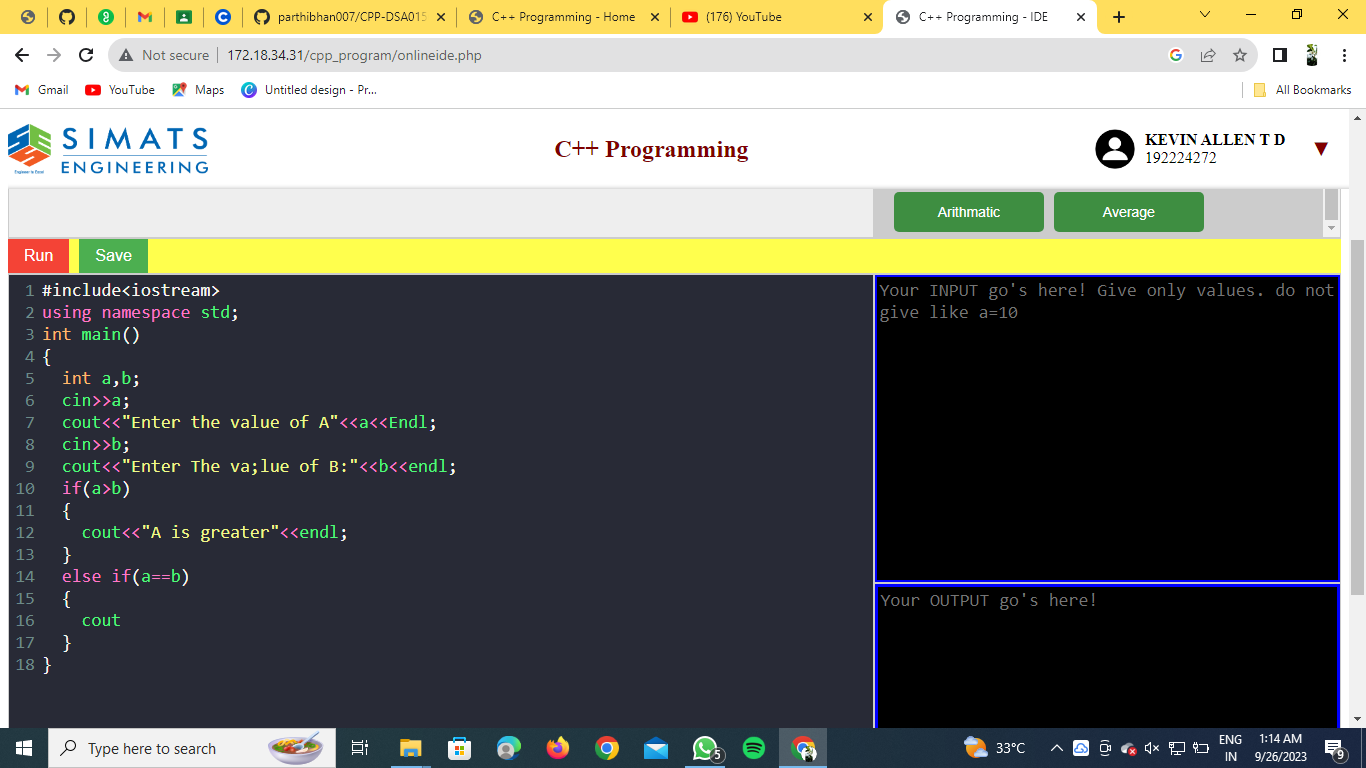 parthibhan007/CPP-DSA015
C++ Programming - Home
(176) YouTube
C++ Programming - IDE
Not secure
172.18.34.31/cpp_program/onlineide.php
Gmail
YouTube
Maps
Untitled design - Pr...
All Bookmarks
SIMATS
ENGINEERING
C++ Programming
KEVIN ALLEN T D
192224272
Arithmatic
Average
Run
Save
1 #include<iostream>
2 using namespace std;
3 int main()
4 {
5 int a,b;
6 cin>>a;
7 cout<<"Enter the value of A"<<a<<Endl;
8 cin>>b;
9 cout<<"Enter The va;lue of B:"<<b<<endl;
10 if(a>b)
11 {
12 cout<<"A is greater"<<endl;
13 }
14 else if(a==b)
15 {
16 cout
17 }
18 }
Your INPUT go's here! Give only values. do not
give like a=10
Your OUTPUT go's here!
Type here to search
5
33°C
ENG
IN
1:14 AM
9/26/2023
9